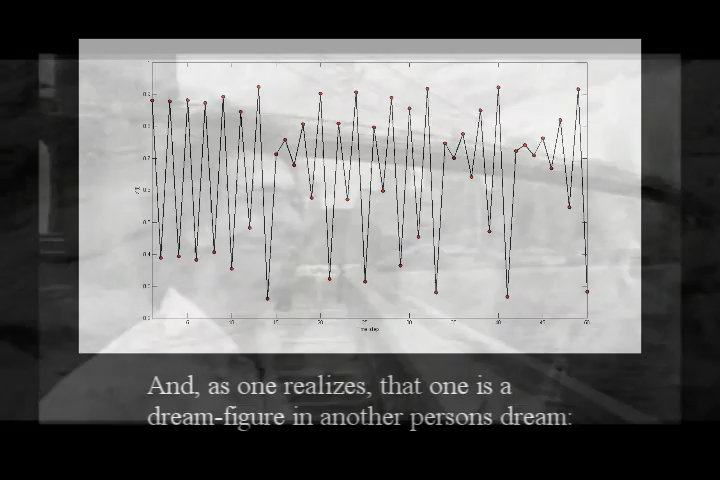 And, as one realizes, that one is a
dream-figure in another persons dream: